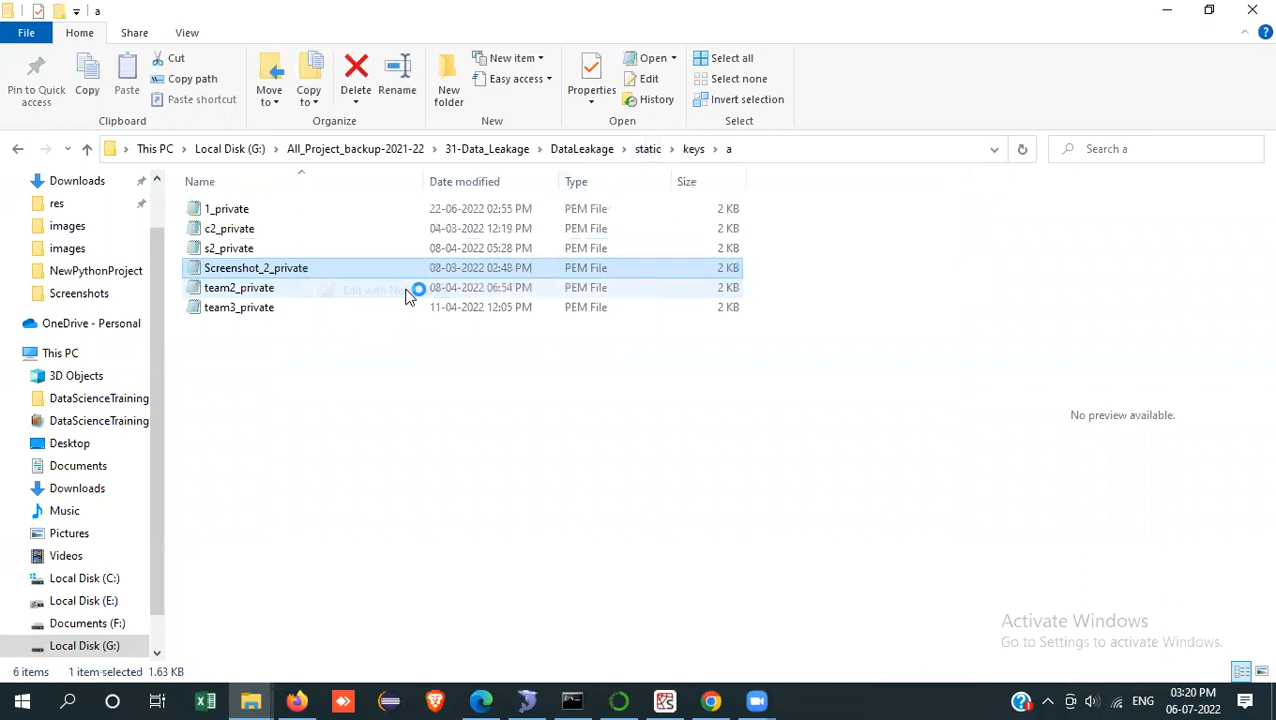 a
File Home Share View
Pin to Quick access
Copy
Paste
Cut
Copy path
Paste shortcut
Clipboard
Move to
Copy to
Delete
Rename
Organize
New folder
New item
Easy access
New
Properties
Open
Edit
History
Open
Select all
Select none
Invert selection
Select
This PC Local Disk (G:) All_Project_backup-2021-22 31-Data_Leakage DataLeakage static keys a
Search a
Downloads
res
images
images
NewPythonProject
Screenshots
OneDrive - Personal
This PC
3D Objects
DataScienceTraining
DataScienceTraining
Desktop
Documents
Downloads
Music
Pictures
Videos
Local Disk (C:)
Local Disk (E:)
Documents (F:)
Local Disk (G:)
Name Date modified Type Size
1_private 22-06-2022 02:55 PM PEM File 2 KB
c2_private 04-03-2022 12:19 PM PEM File 2 KB
s2_private 08-04-2022 05:28 PM PEM File 2 KB
Screenshot_2_private 08-03-2022 02:48 PM PEM File 2 KB
team2_private 08-04-2022 06:54 PM PEM File 2 KB
Edit with
team3_private 11-04-2022 12:05 PM PEM File 2 KB
No preview available.
Activate Windows
Go to Settings to activate Windows.
6 items 1 item selected 1.63 KB
ENG
03:20 PM
06-07-2022